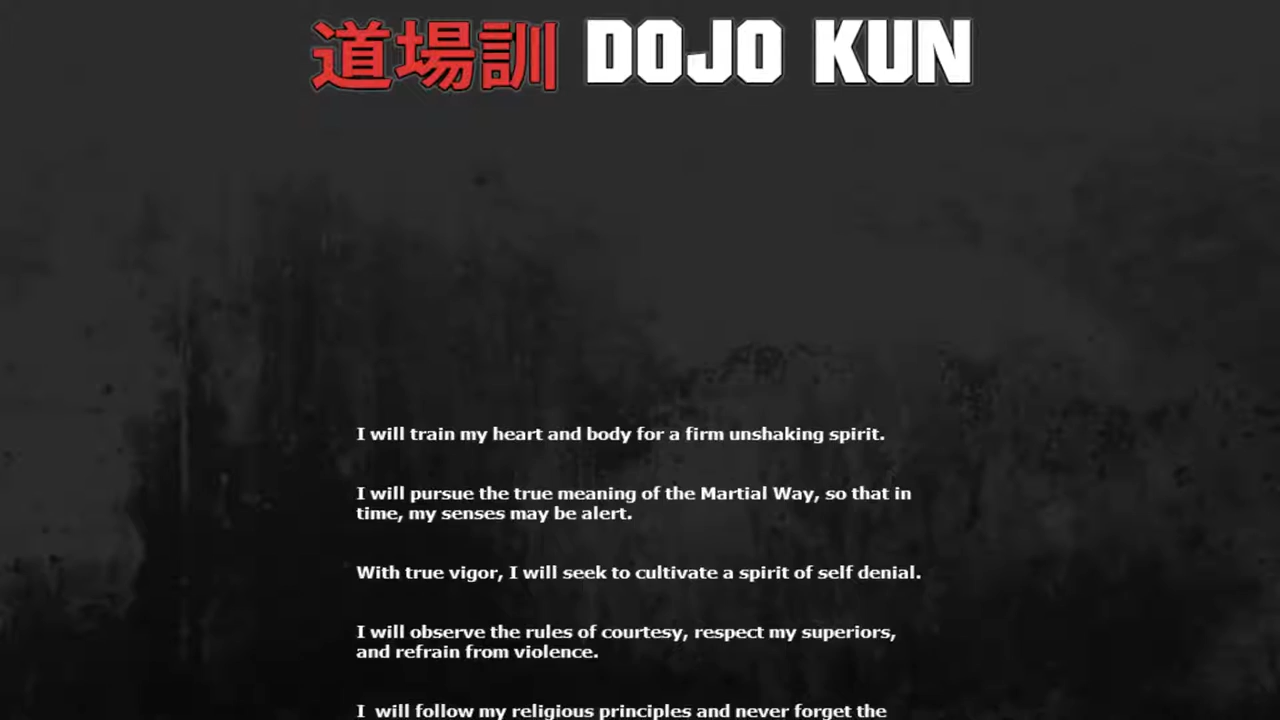 道場訓 DOJO KUN
I will train my heart and body for a firm unshaking spirit.
I will pursue the true meaning of the Martial Way, so that in
time, my senses may be alert.
With true vigor, I will seek to cultivate a spirit of self denial.
I will observe the rules of courtesy, respect my superiors,
and refrain from violence.
I  will follow my religious principles and never forget the